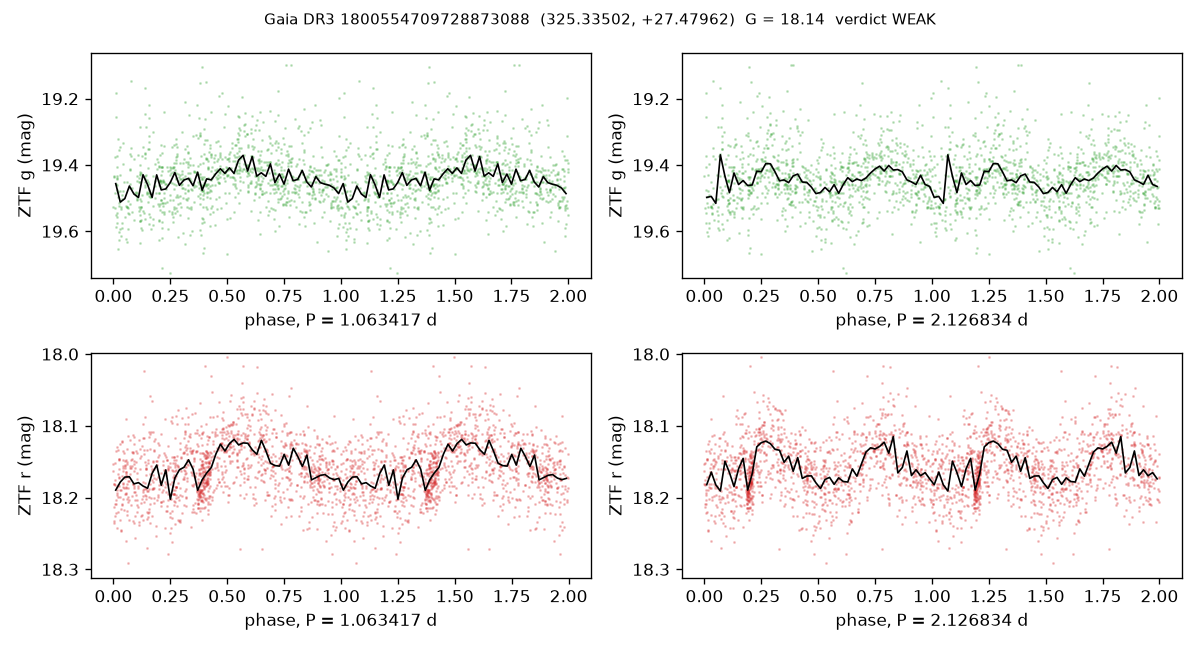 Gaia DR3 1800554709728873088  (325.33502, +27.47962)  G = 18.14  verdict WEAK
ZTF g (mag)
19.2
19.4
19.6
0.00 0.25 0.50 0.75 1.00 1.25 1.50 1.75 2.00
phase, P = 1.063417 d
ZTF g (mag)
19.2
19.4
19.6
0.00 0.25 0.50 0.75 1.00 1.25 1.50 1.75 2.00
phase, P = 2.126834 d
ZTF r (mag)
18.0
18.1
18.2
18.3
0.00 0.25 0.50 0.75 1.00 1.25 1.50 1.75 2.00
phase, P = 1.063417 d
ZTF r (mag)
18.0
18.1
18.2
18.3
0.00 0.25 0.50 0.75 1.00 1.25 1.50 1.75 2.00
phase, P = 2.126834 d